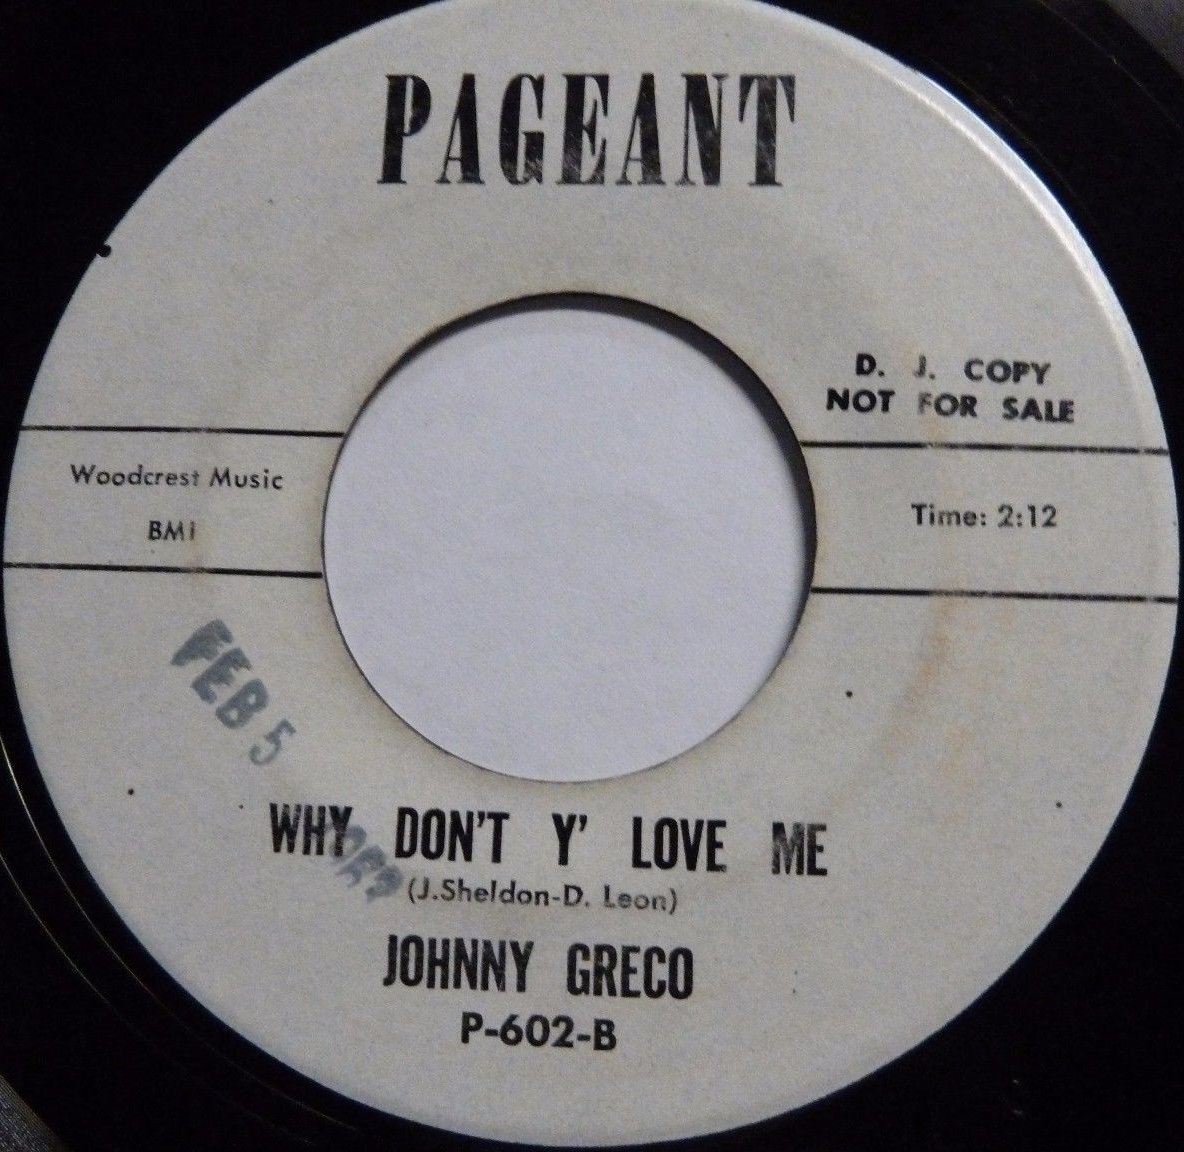 PAGEANT
D. J. COPY
NOT FOR SALE
Woodcrest Music
BMI
Time: 2:12
FEB 5
WHY DON'T Y' LOVE ME
(J.Sheldon-D. Leon)
JOHNNY GRECO
P-602-B